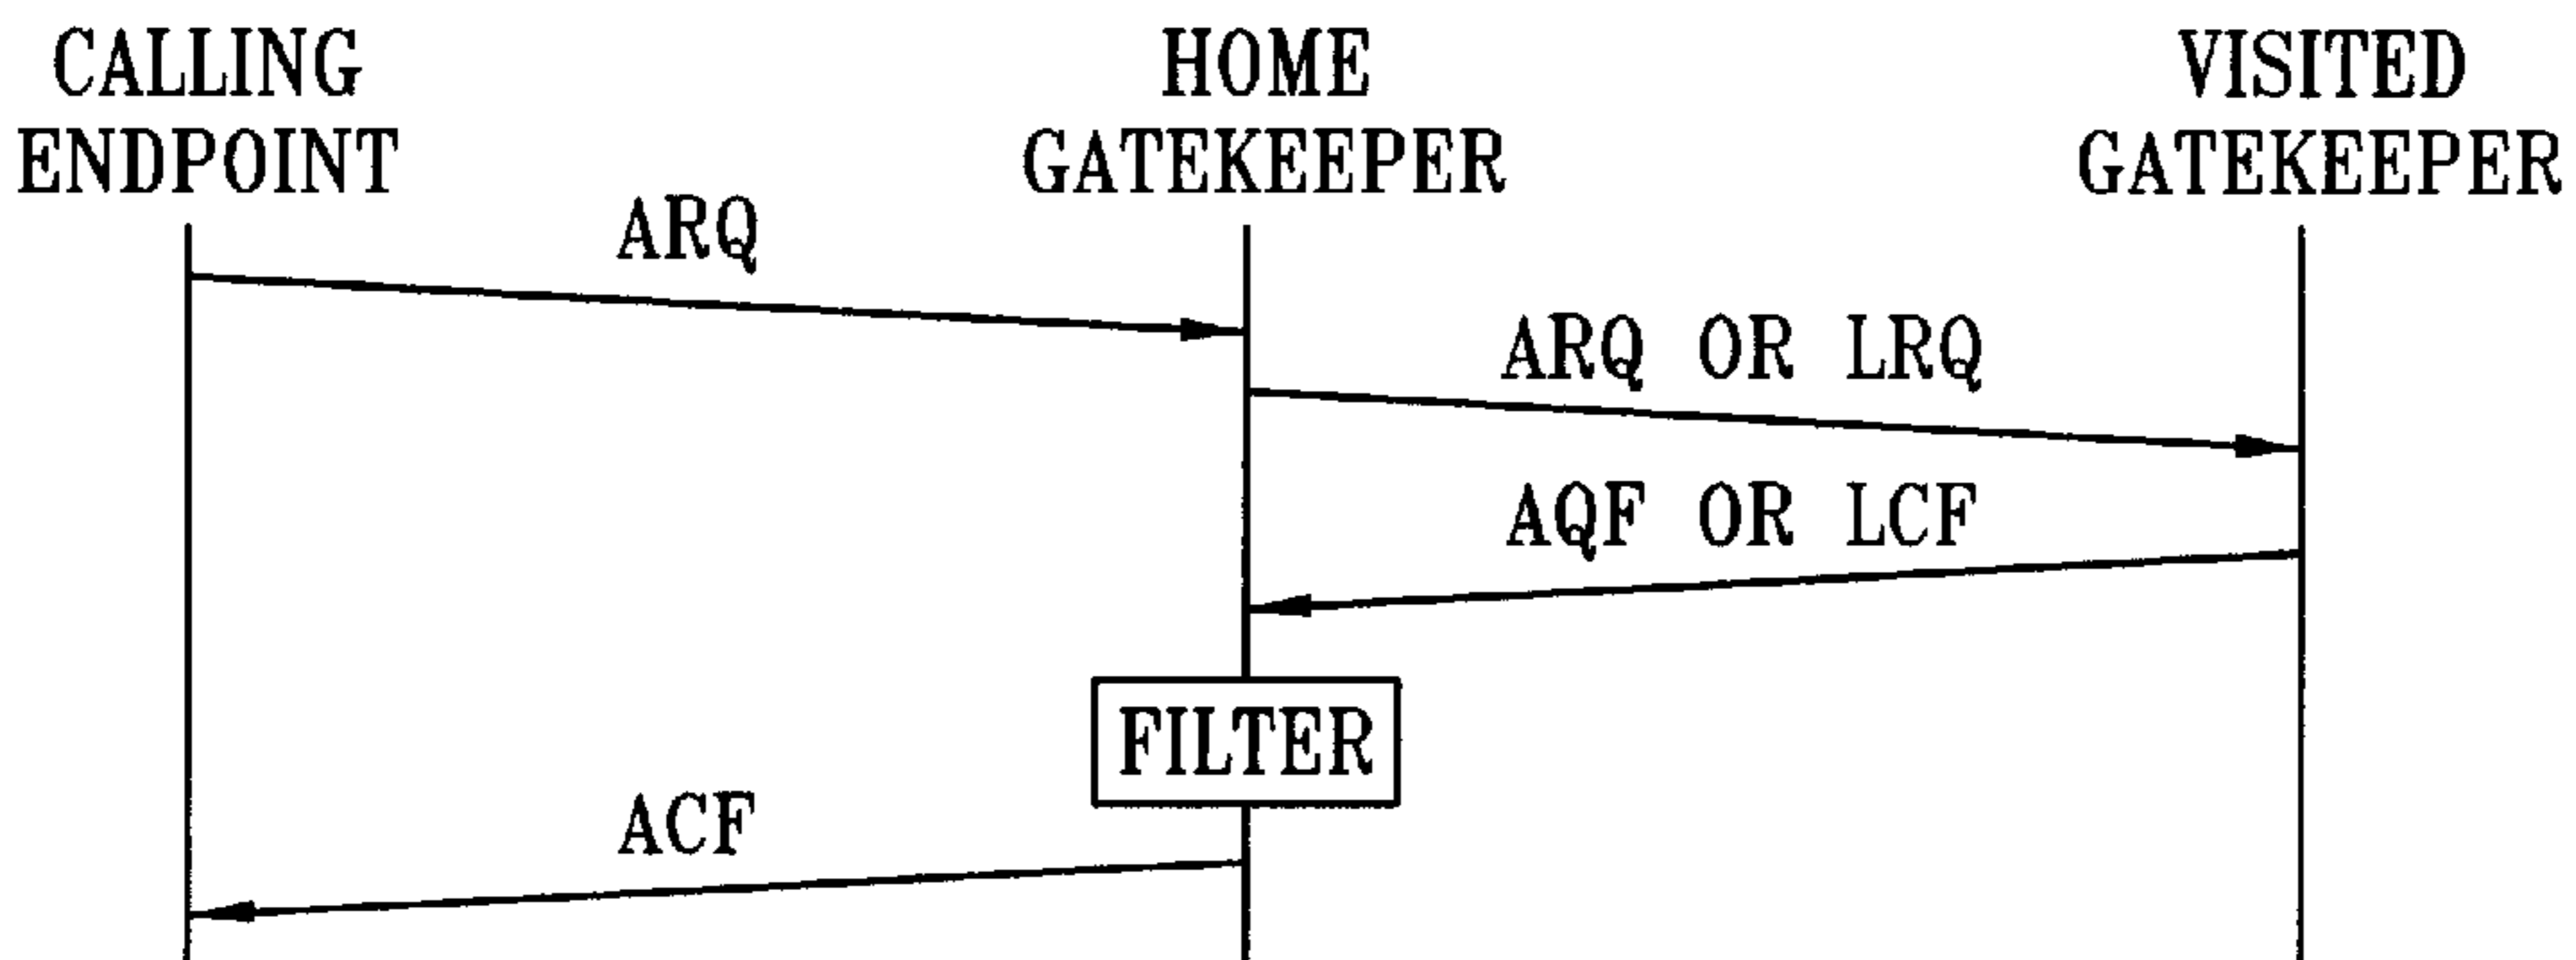 CALLING
ENDPOINT
HOME
GATEKEEPER
VISITED
GATEKEEPER
ARQ
ARQ OR LRQ
AQF OR LCF
FILTER
ACF